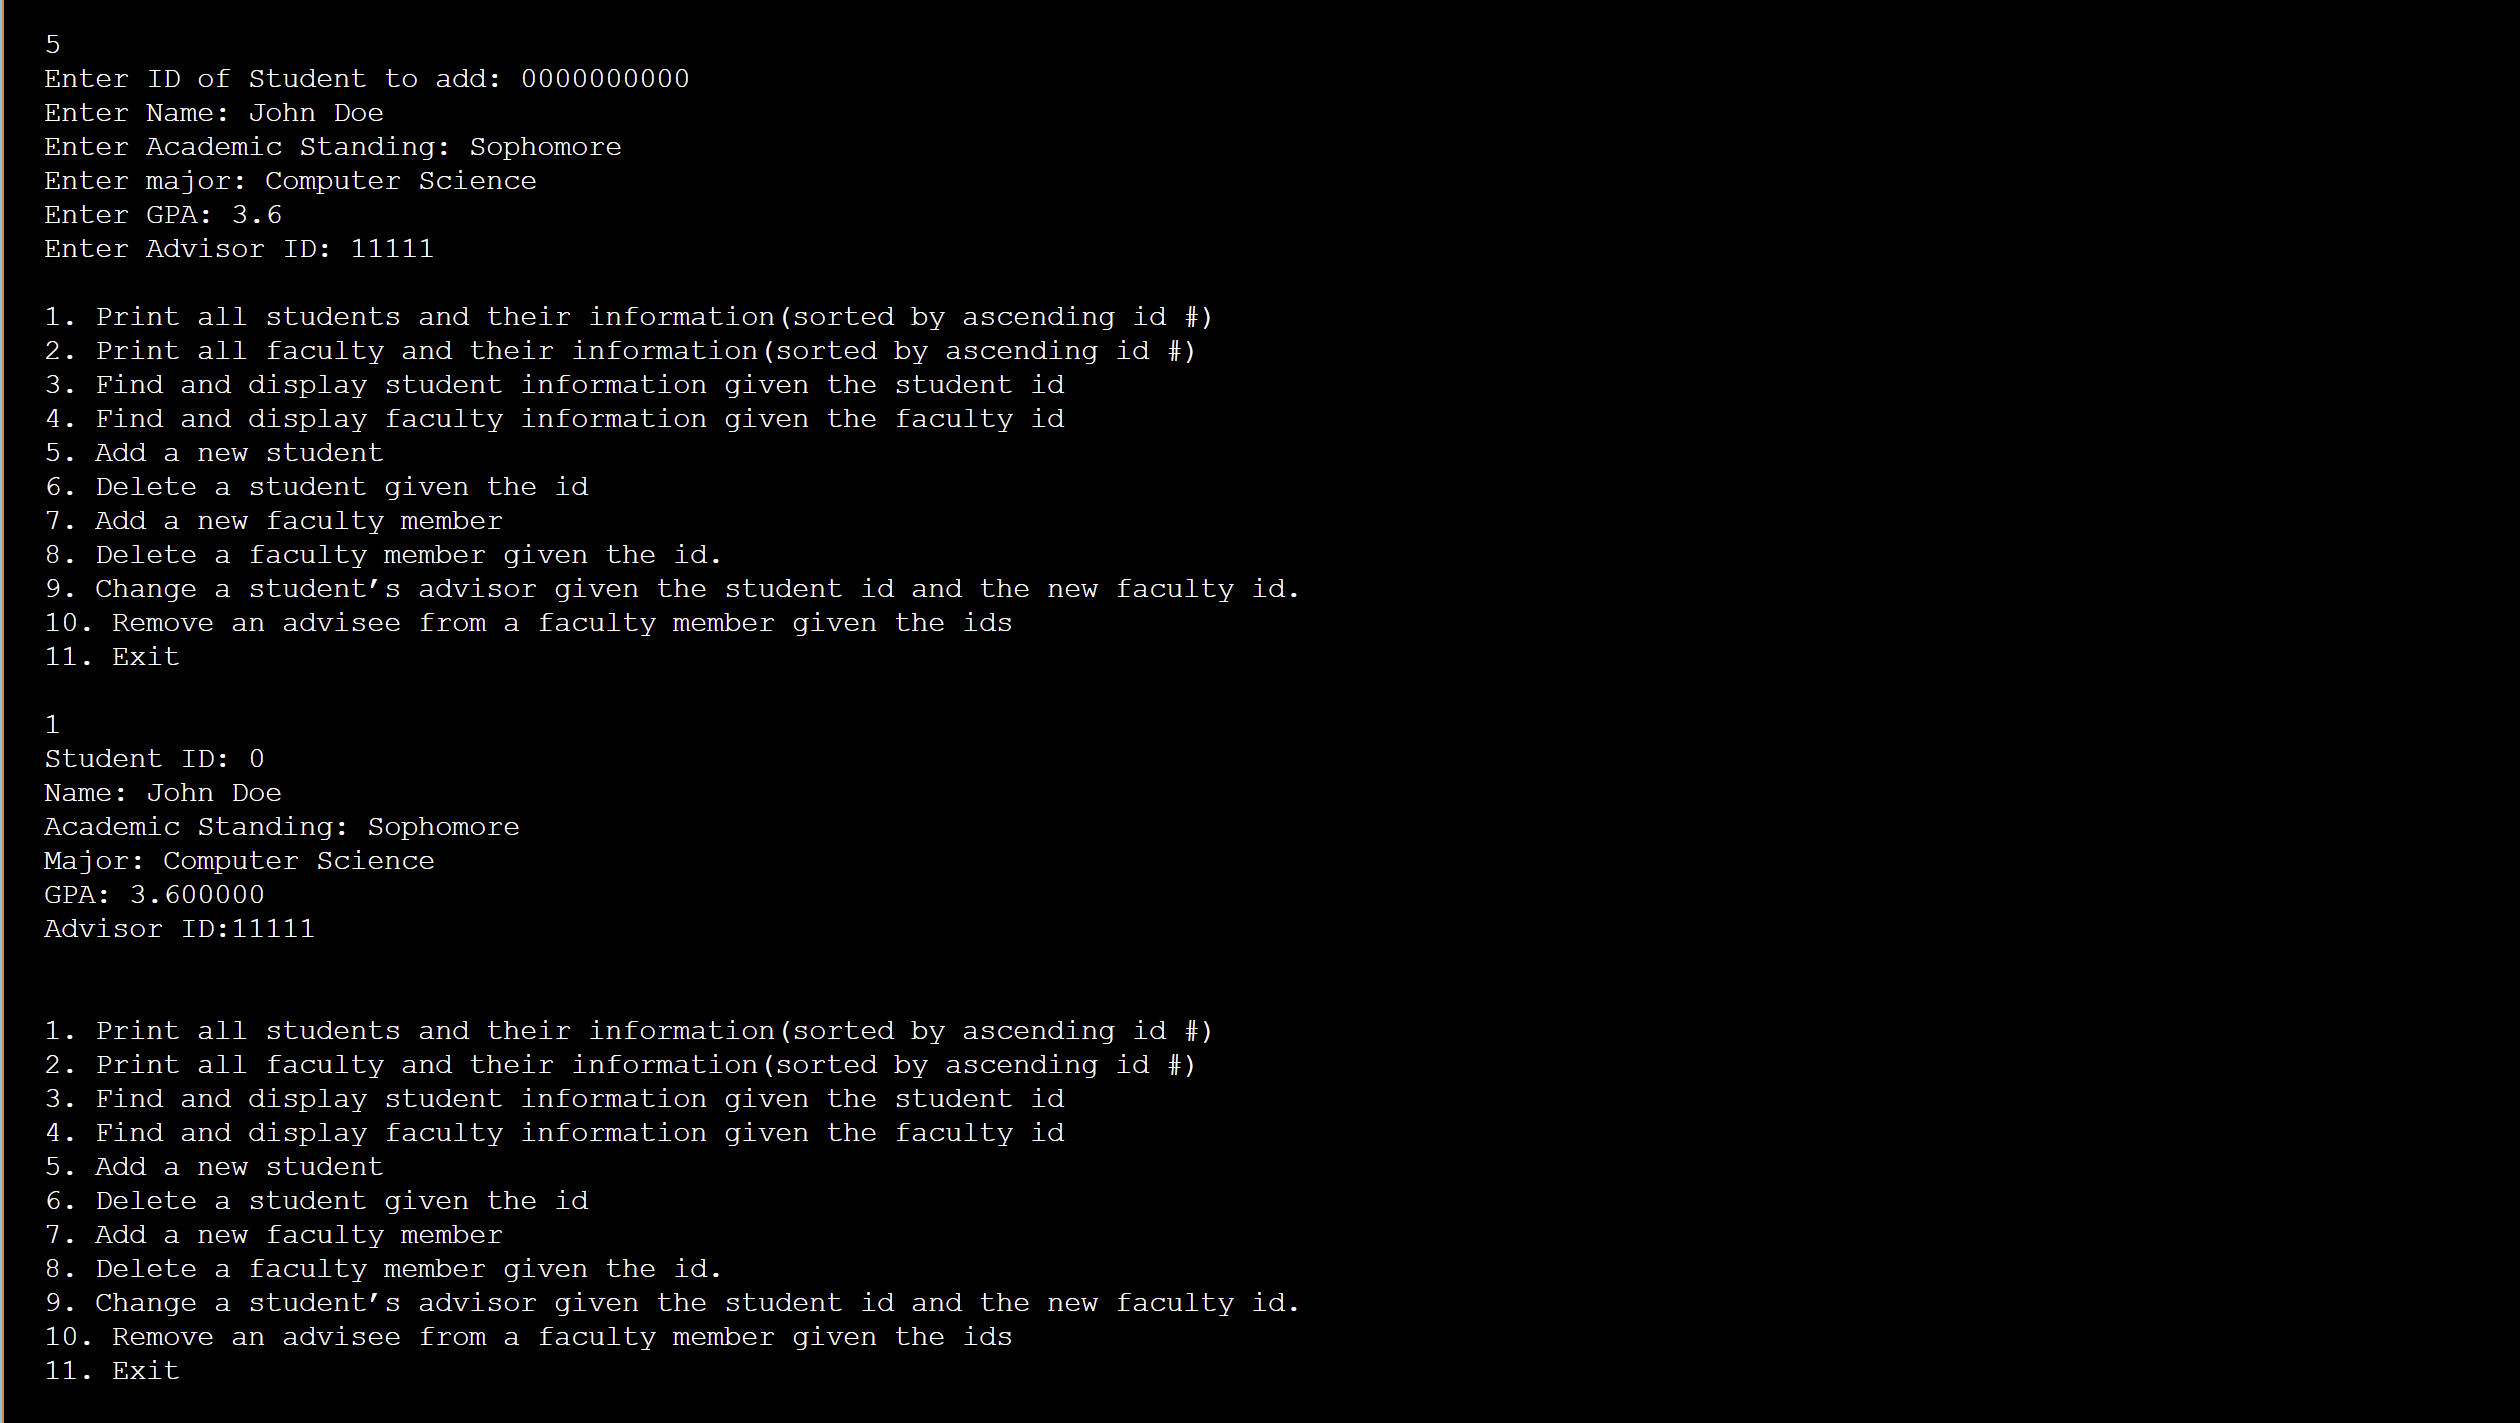 5
Enter ID of Student to add: 0000000000
Enter Name: John Doe
Enter Academic Standing: Sophomore
Enter major: Computer Science
Enter GPA: 3.6
Enter Advisor ID: 11111
1. Print all students and their information(sorted by ascending id #)
2. Print all faculty and their information(sorted by ascending id #)
3. Find and display student information given the student id
4. Find and display faculty information given the faculty id
5. Add a new student
6. Delete a student given the id
7. Add a new faculty member
8. Delete a faculty member given the id.
9. Change a student’s advisor given the student id and the new faculty id.
10. Remove an advisee from a faculty member given the ids
11. Exit
1
Student ID: 0
Name: John Doe
Academic Standing: Sophomore
Major: Computer Science
GPA: 3.600000
Advisor ID:11111
1. Print all students and their information(sorted by ascending id #)
2. Print all faculty and their information(sorted by ascending id #)
3. Find and display student information given the student id
4. Find and display faculty information given the faculty id
5. Add a new student
6. Delete a student given the id
7. Add a new faculty member
8. Delete a faculty member given the id.
9. Change a student’s advisor given the student id and the new faculty id.
10. Remove an advisee from a faculty member given the ids
11. Exit